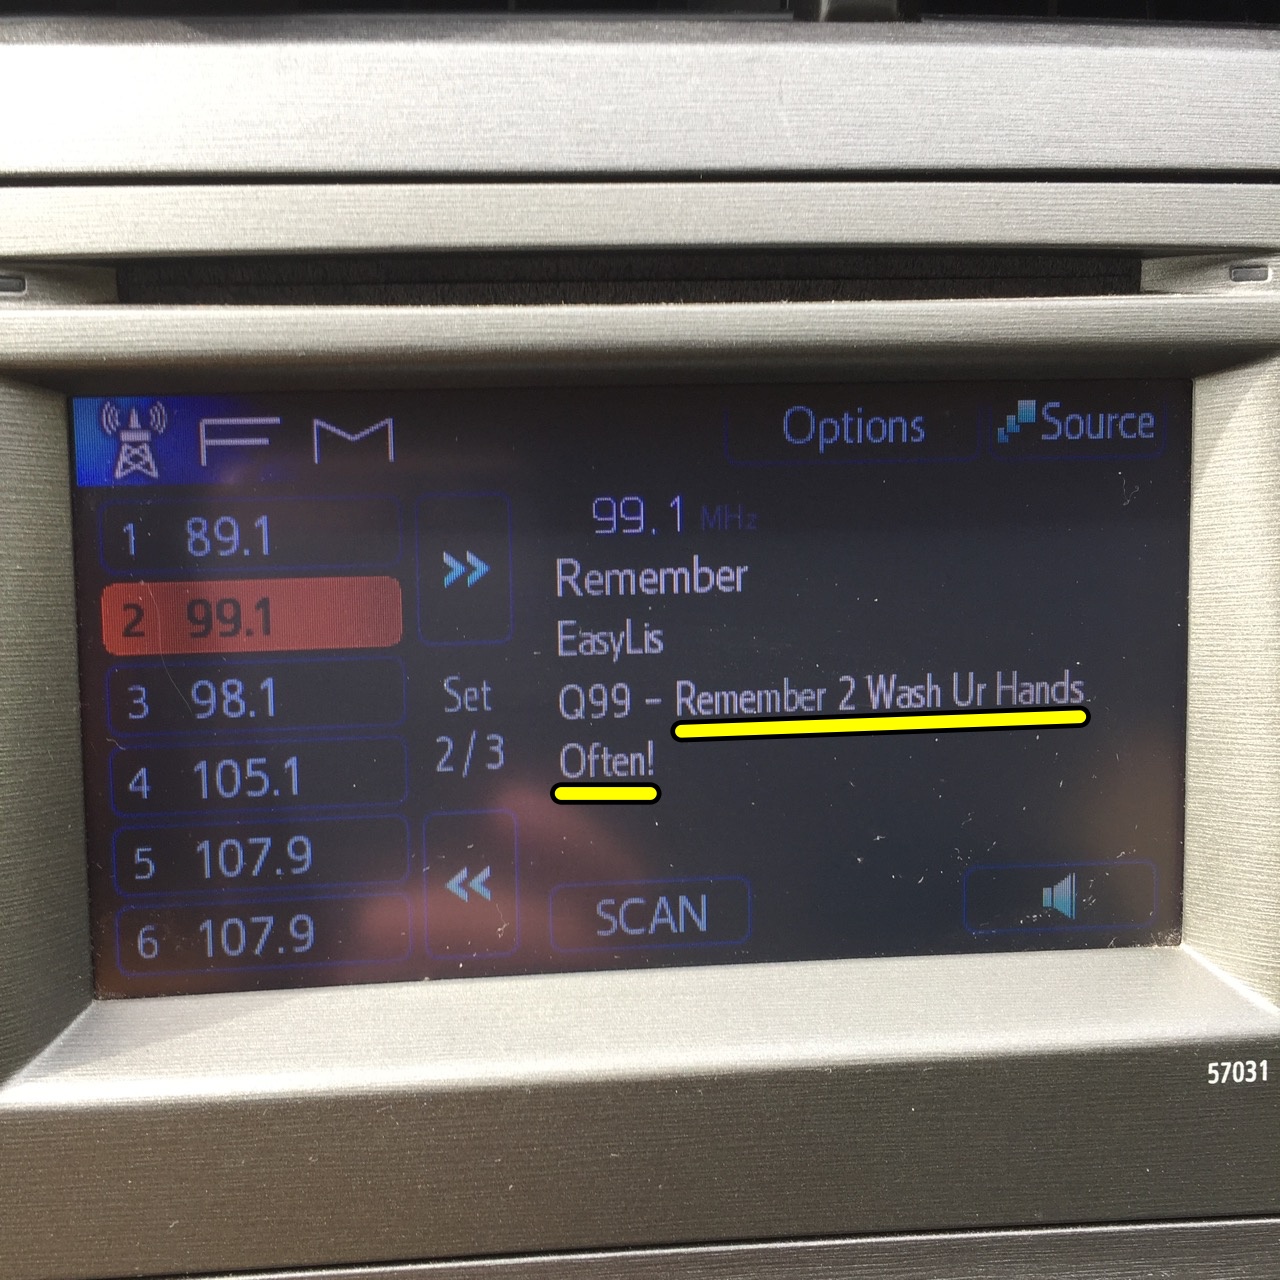 FM
Options
Source
1 89.1
2 99.1
3 98.1
4 105.1
5 107.9
6 107.9
>>
Set
2/3
<<
99.1 MHz
Remember
EasyLis
Q99 – Remember 2 Wash Ur Hands
Often!
SCAN
57031